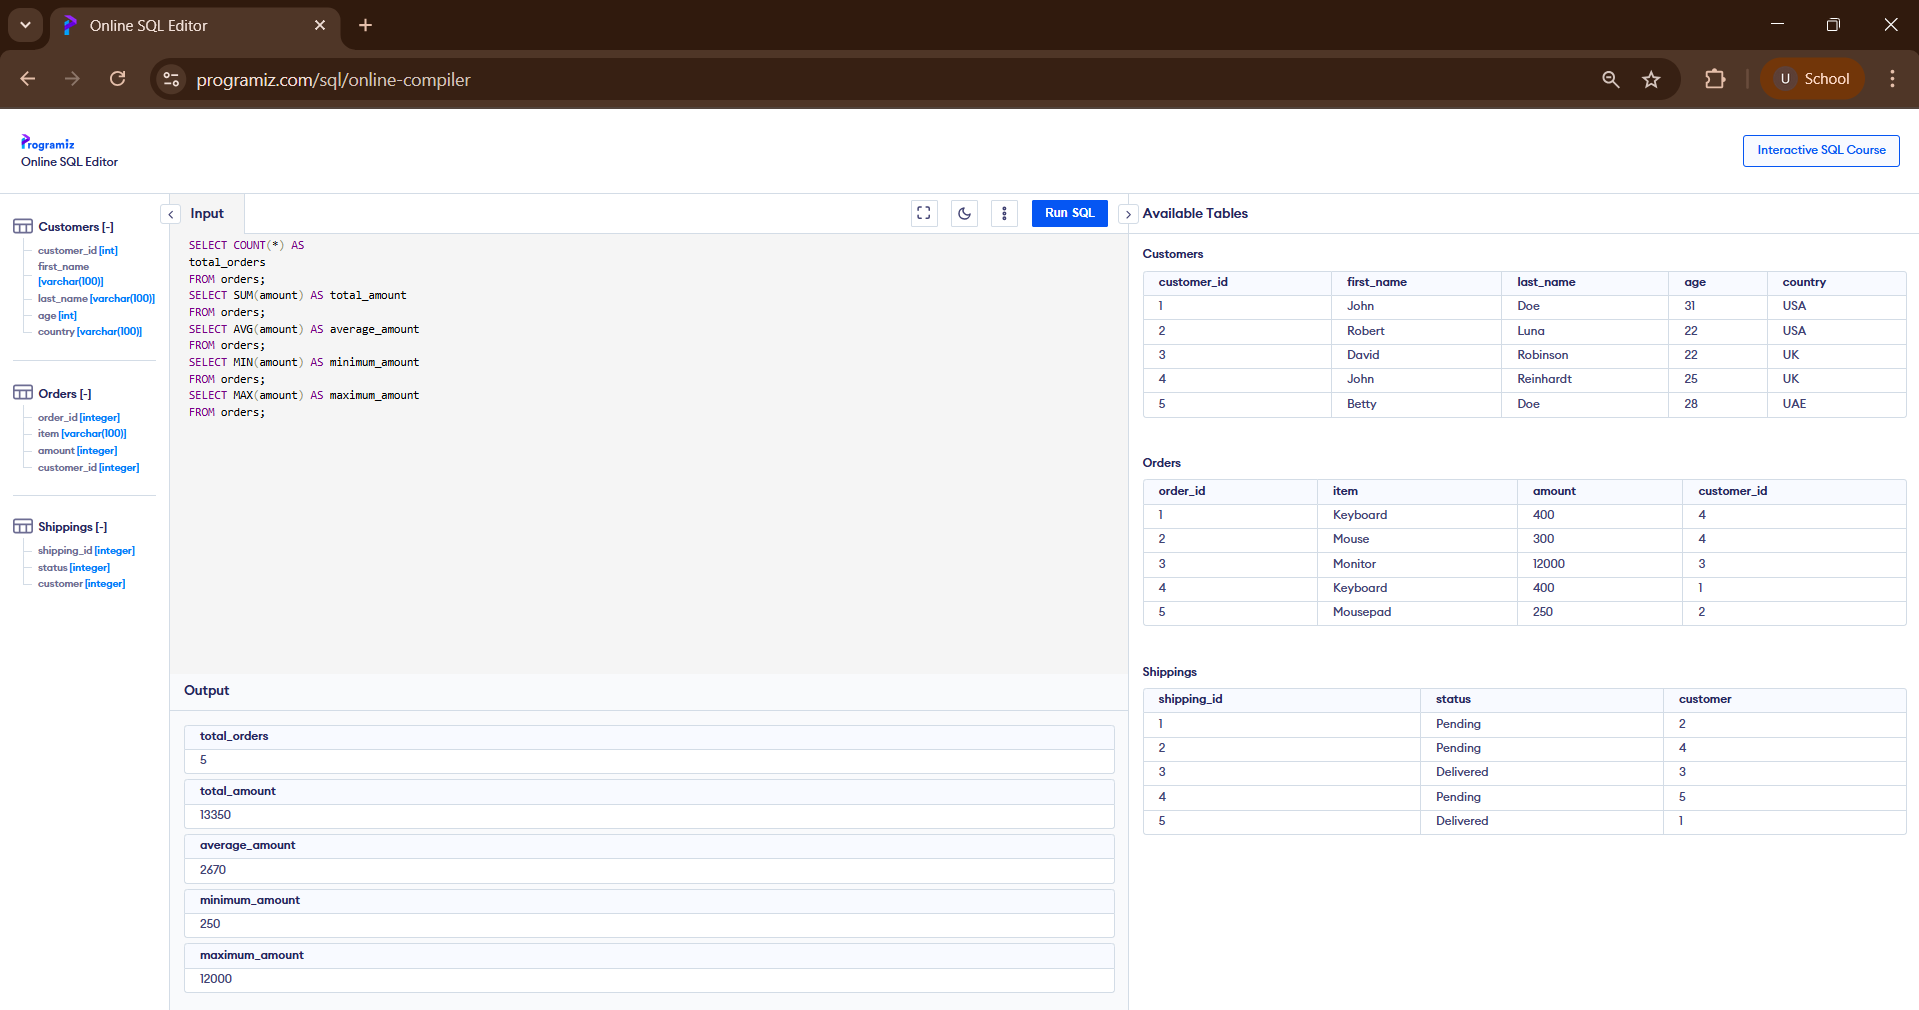 Online SQL Editor
programiz.com/sql/online-compiler
U School
Programiz
Online SQL Editor
Interactive SQL Course
Customers [-]
customer_id [int]
first_name
[varchar(100)]
last_name [varchar(100)]
age [int]
country [varchar(100)]
Orders [-]
order_id [integer]
item [varchar(100)]
amount [integer]
customer_id [integer]
Shippings [-]
shipping_id [integer]
status [integer]
customer [integer]
Input
Run SQL
SELECT COUNT(*) AS
total_orders
FROM orders;
SELECT SUM(amount) AS total_amount
FROM orders;
SELECT AVG(amount) AS average_amount
FROM orders;
SELECT MIN(amount) AS minimum_amount
FROM orders;
SELECT MAX(amount) AS maximum_amount
FROM orders;
Output
total_orders
5
total_amount
13350
average_amount
2670
minimum_amount
250
maximum_amount
12000
Available Tables
Customers
customer_id first_name last_name age country
1 John Doe 31 USA
2 Robert Luna 22 USA
3 David Robinson 22 UK
4 John Reinhardt 25 UK
5 Betty Doe 28 UAE
Orders
order_id item amount customer_id
1 Keyboard 400 4
2 Mouse 300 4
3 Monitor 12000 3
4 Keyboard 400 1
5 Mousepad 250 2
Shippings
shipping_id status customer
1 Pending 2
2 Pending 4
3 Delivered 3
4 Pending 5
5 Delivered 1